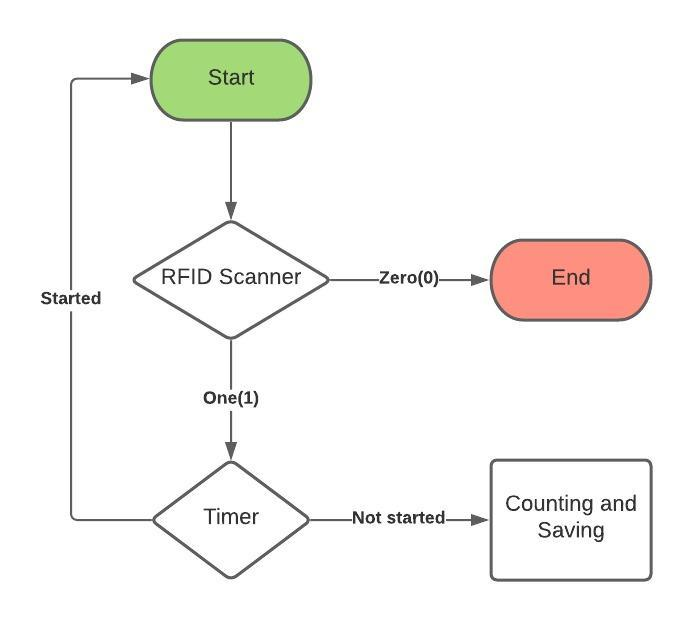 Start
RFID Scanner
Zero(0)
End
Started
One(1)
Timer
Not started
Counting and
Saving